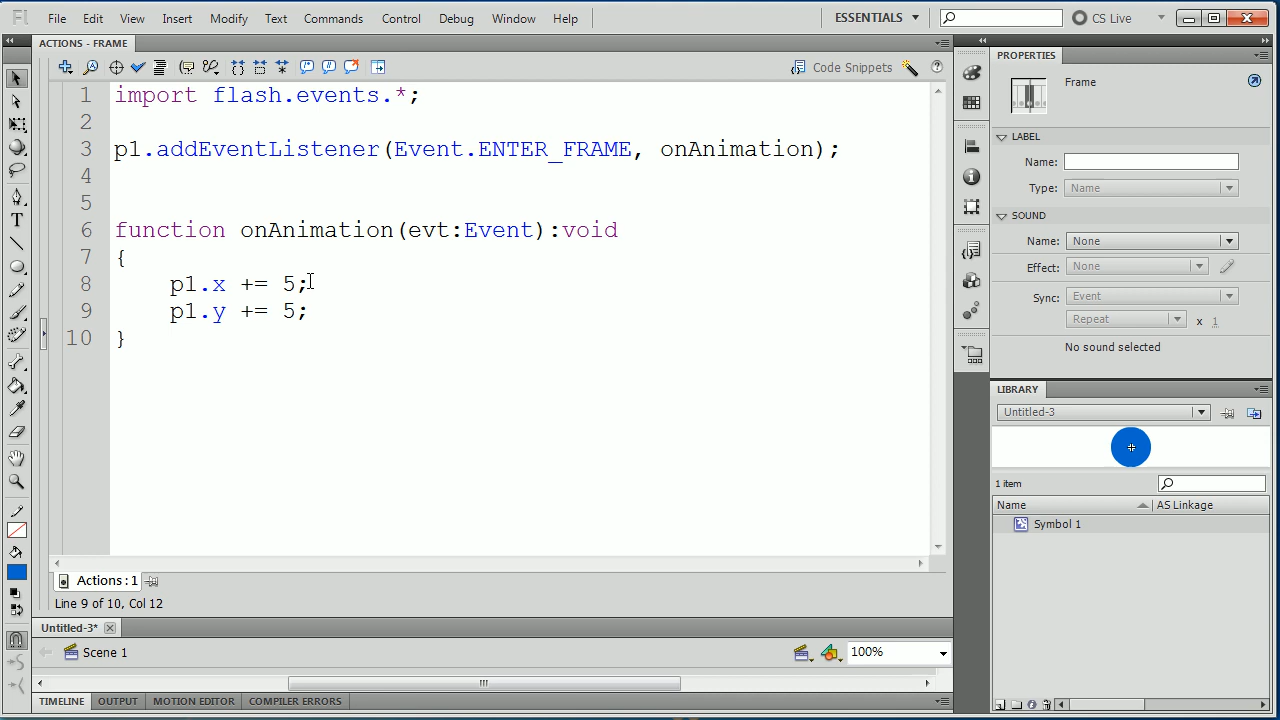 Fl File Edit View Insert Modify Text Commands Control Debug Window Help ESSENTIALS CS Live
ACTIONS - FRAME
Code Snippets
1 import flash.events.*;
2
3 p1.addEventListener(Event.ENTER_FRAME, onAnimation);
4
5
6 function onAnimation(evt:Event):void
7 {
8 p1.x += 5;
9 p1.y += 5;
10 }
Actions : 1
Line 9 of 10, Col 12
Untitled-3*
Scene 1
100%
TIMELINE OUTPUT MOTION EDITOR COMPILER ERRORS
PROPERTIES
Frame
LABEL
Name:
Type: Name
SOUND
Name: None
Effect: None
Sync: Event
Repeat x 1
No sound selected
LIBRARY
Untitled-3
1 item
Name AS Linkage
Symbol 1